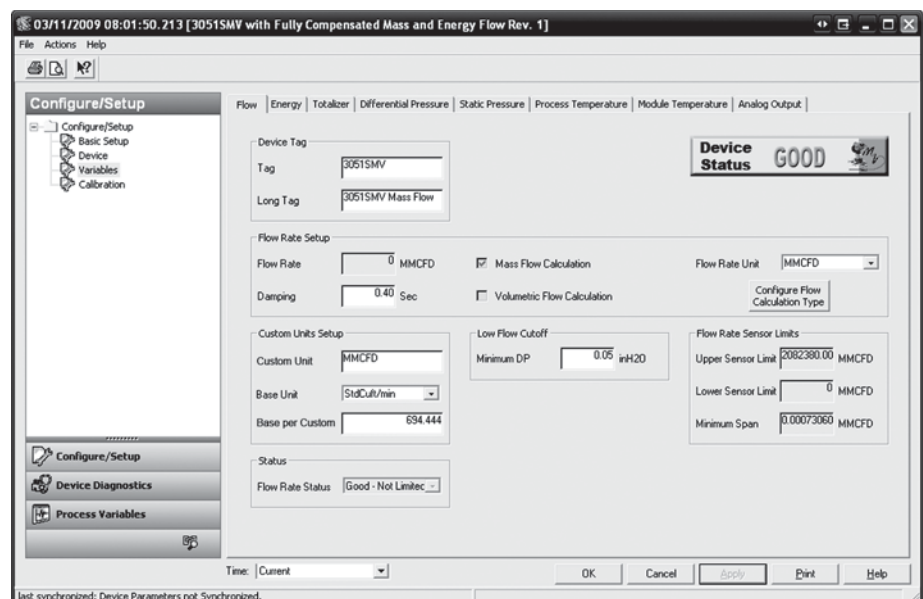 03/11/2009 08:01:50.213 [3051SMV with Fully Compensated Mass and Energy Flow Rev. 1]
File Actions Help
Configure/Setup
Configure/Setup
Basic Setup
Device
Variables
Calibration
Configure/Setup
Device Diagnostics
Process Variables
Flow Energy Totalizer Differential Pressure Static Pressure Process Temperature Module Temperature Analog Output
Device Tag
Tag 3051SMV
Long Tag 3051SMV Mass Flow
Device Status GOOD
Flow Rate Setup
Flow Rate 0 MMCFD
Mass Flow Calculation
Flow Rate Unit MMCFD
Damping 0.40 Sec
Volumetric Flow Calculation
Configure Flow
Calculation Type
Custom Units Setup
Custom Unit MMCFD
Base Unit StdCuft/min
Base per Custom 694.444
Low Flow Cutoff
Minimum DP 0.05 inH2O
Flow Rate Sensor Limits
Upper Sensor Limit 2082380.00 MMCFD
Lower Sensor Limit 0 MMCFD
Minimum Span 0.00073060 MMCFD
Status
Flow Rate Status Good - Not Limitec
Time: Current
OK Cancel Apply Print Help
last synchronized: Device Parameters not Synchronized.